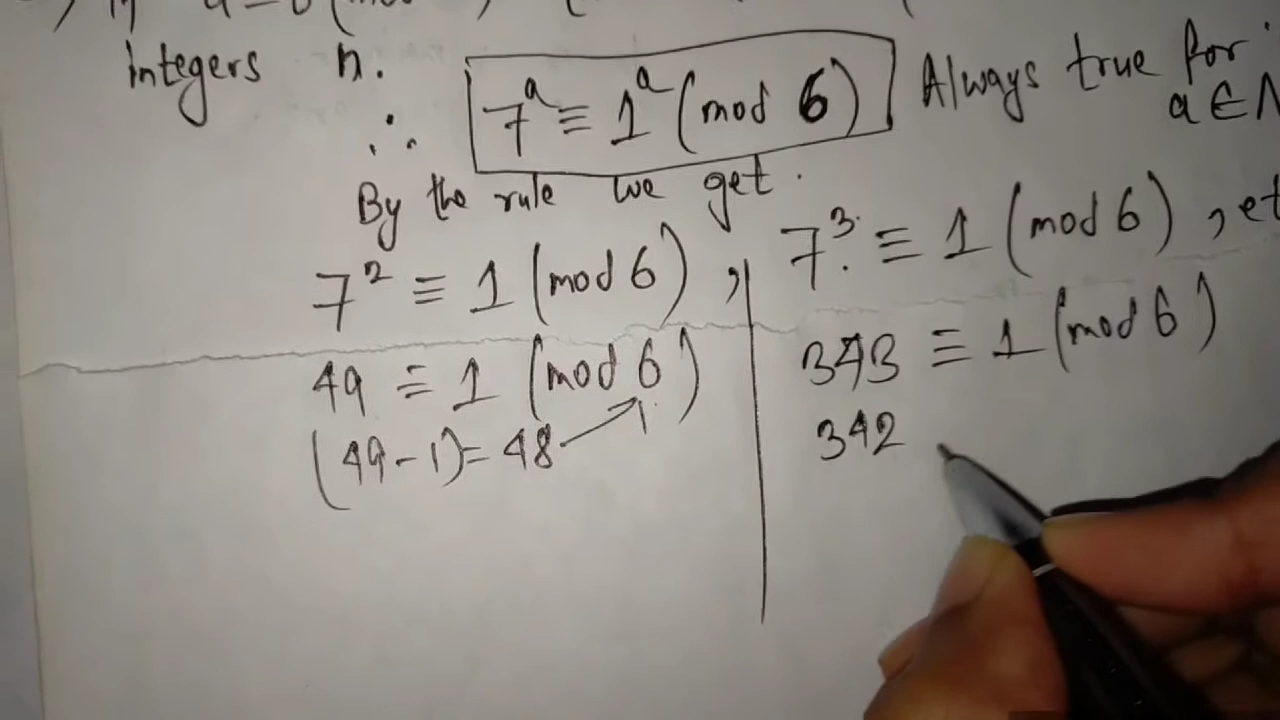 integers n.
∴ 7^a ≡ 1^a (mod 6) Always true for
a ∈ N
By the rule we get.
7^2 ≡ 1 (mod 6), 7^3. ≡ 1 (mod 6), et
49 ≡ 1 (mod 6) 343 ≡ 1 (mod 6)
(49 - 1) = 48 342